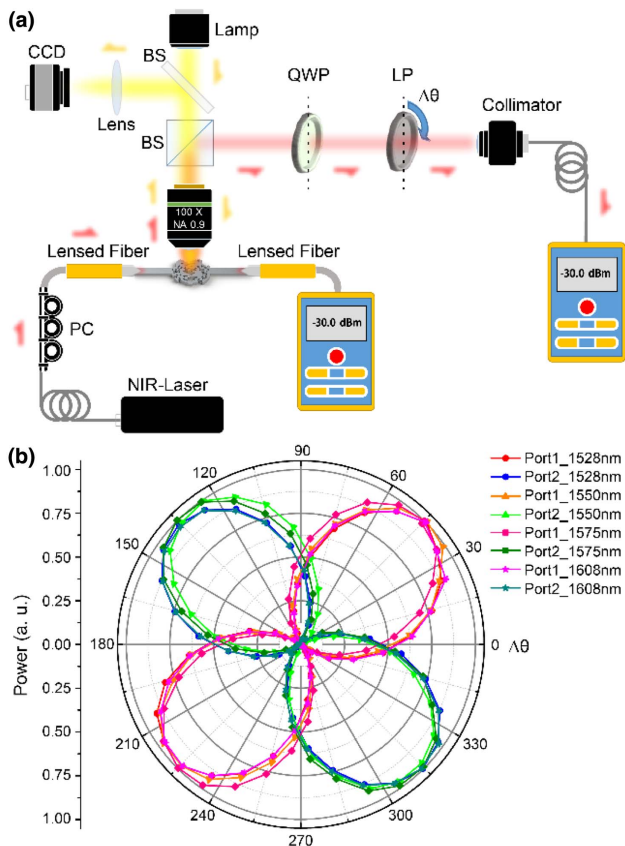 (a)
Lamp
CCD
BS
QWP
LP
Λθ
Lens
BS
Collimator
100 X
NA 0.9
Lensed Fiber
Lensed Fiber
-30.0 dBm
-30.0 dBm
PC
NIR-Laser
(b)
90
120
60
150
30
180
0
Λθ
210
330
240
300
270
1.00
0.75
0.50
0.25
0.00
0.25
0.50
0.75
1.00
Power (a. u.)
Port1_1528nm
Port2_1528nm
Port1_1550nm
Port2_1550nm
Port1_1575nm
Port2_1575nm
Port1_1608nm
Port2_1608nm